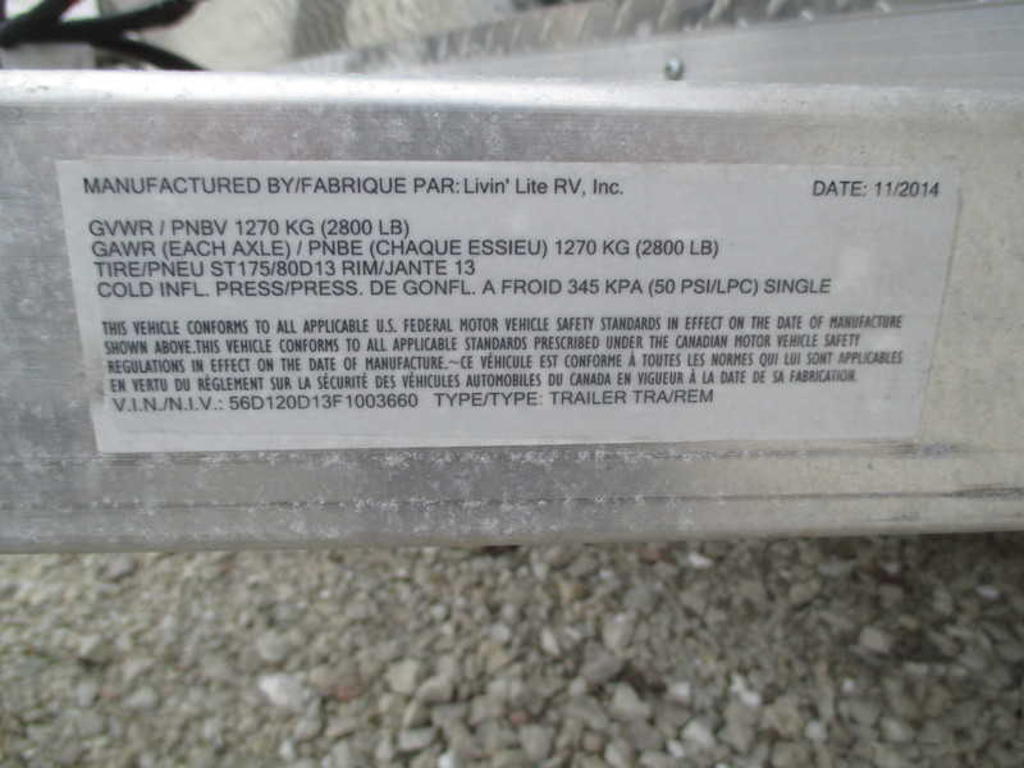 MANUFACTURED BY/FABRIQUE PAR: Livin' Lite RV, Inc. DATE: 11/2014
GVWR / PNBV 1270 KG (2800 LB)
GAWR (EACH AXLE) / PNBE (CHAQUE ESSIEU) 1270 KG (2800 LB)
TIRE/PNEU ST175/80D13 RIM/JANTE 13
COLD INFL. PRESS/PRESS. DE GONFL. A FROID 345 KPA (50 PSI/LPC) SINGLE
THIS VEHICLE CONFORMS TO ALL APPLICABLE U.S. FEDERAL MOTOR VEHICLE SAFETY STANDARDS IN EFFECT ON THE DATE OF MANUFACTURE
SHOWN ABOVE.THIS VEHICLE CONFORMS TO ALL APPLICABLE STANDARDS PRESCRIBED UNDER THE CANADIAN MOTOR VEHICLE SAFETY
REGULATIONS IN EFFECT ON THE DATE OF MANUFACTURE.~CE VÉHICULE EST CONFORME À TOUTES LES NORMES QUI LUI SONT APPLICABLES
EN VERTU DU RÈGLEMENT SUR LA SÉCURITÉ DES VÉHICULES AUTOMOBILES DU CANADA EN VIGUEUR À LA DATE DE SA FABRICATION.
V.I.N./N.I.V.: 56D120D13F1003660 TYPE/TYPE: TRAILER TRA/REM